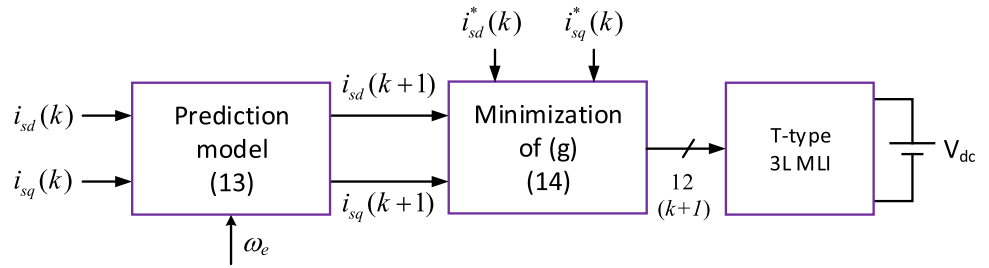 i*sd(k) i*sq(k)
isd(k)
isq(k)
Prediction
model
(13)
ωe
isd(k+1)
isq(k+1)
Minimization
of (g)
(14)
12
(k+1)
T-type
3L MLI
Vdc